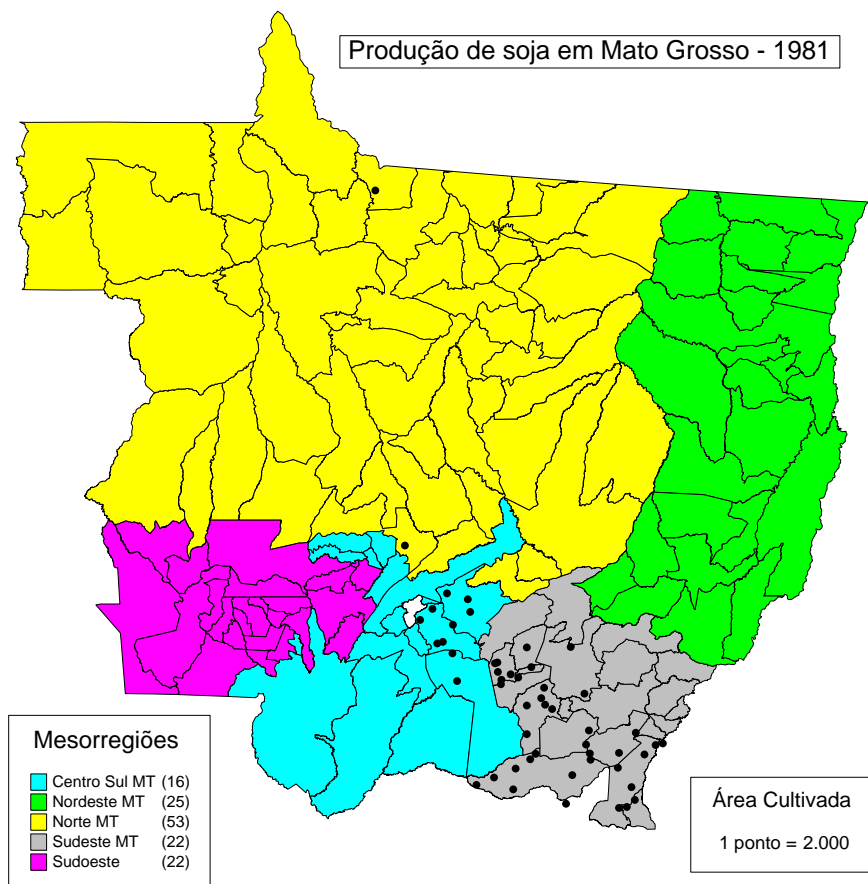 Produção de soja em Mato Grosso - 1981
Mesorregiões
Centro Sul MT (16)
Nordeste MT (25)
Norte MT (53)
Sudeste MT (22)
Sudoeste (22)
Área Cultivada
1 ponto = 2.000